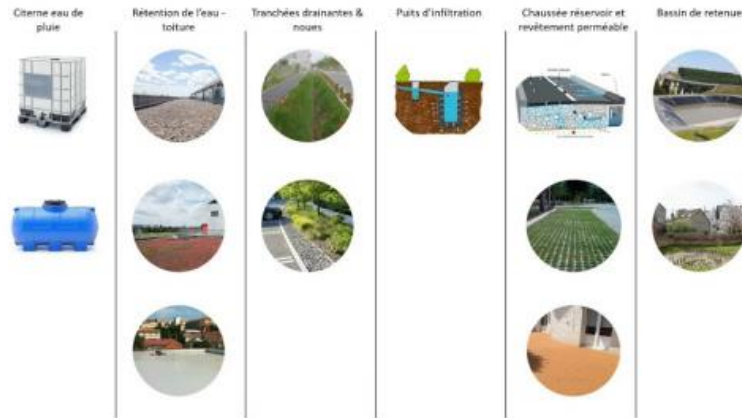 Citerne eau de
pluie
Rétention de l'eau –
toiture
Tranchées drainantes &
noues
Puits d'infiltration
Chaussée réservoir et
revêtement perméable
Bassin de retenue